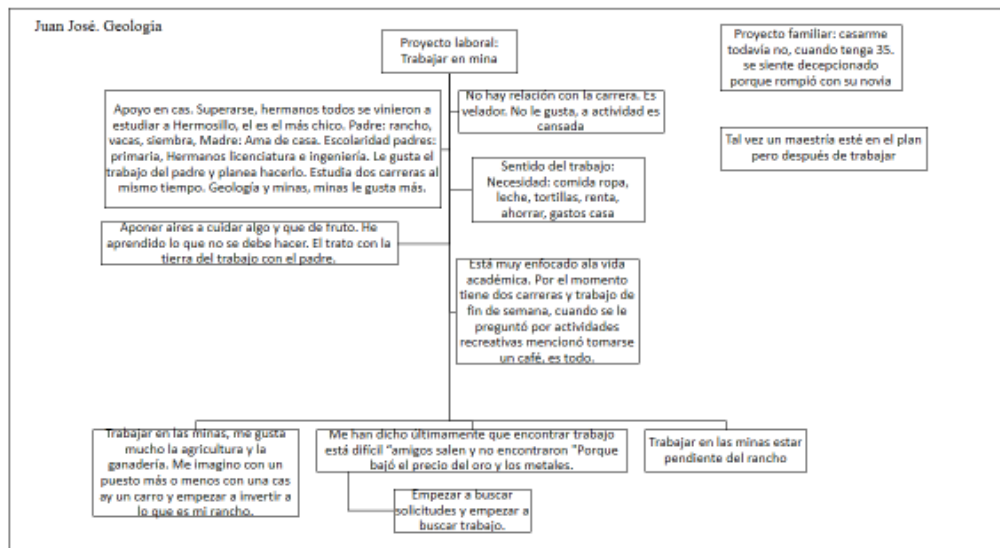 Juan José. Geología
Proyecto laboral:
Trabajar en mina
Proyecto familiar: casarme
todavía no, cuando tenga 35.
se siente decepcionado
porque rompió con su novia
Apoyo en cas. Superarse, hermanos todos se vinieron a
estudiar a Hermosillo, el es el más chico. Padre: rancho,
vacas, siembra, Madre: Ama de casa. Escolaridad padres:
primaria, Hermanos licenciatura e ingeniería. Le gusta el
trabajo del padre y planea hacerlo. Estudia dos carreras al
mismo tiempo. Geología y minas, minas le gusta más.
No hay relación con la carrera. Es
velador. No le gusta, a actividad es
cansada
Tal vez un maestría esté en el plan
pero después de trabajar
Sentido del trabajo:
Necesidad: comida ropa,
leche, tortillas, renta,
ahorrar, gastos casa
Aponer aires a cuidar algo y que de fruto. He
aprendido lo que no se debe hacer. El trato con la
tierra del trabajo con el padre.
Está muy enfocado ala vida
académica. Por el momento
tiene dos carreras y trabajo de
fin de semana, cuando se le
preguntó por actividades
recreativas mencionó tomarse
un café, es todo.
Trabajar en las minas, me gusta
mucho la agricultura y la
ganadería. Me imagino con un
puesto más o menos con una cas
ay un carro y empezar a invertir a
lo que es mi rancho.
Me han dicho últimamente que encontrar trabajo
está difícil "amigos salen y no encontraron "Porque
bajó el precio del oro y los metales.
Trabajar en las minas estar
pendiente del rancho
Empezar a buscar
solicitudes y empezar a
buscar trabajo.